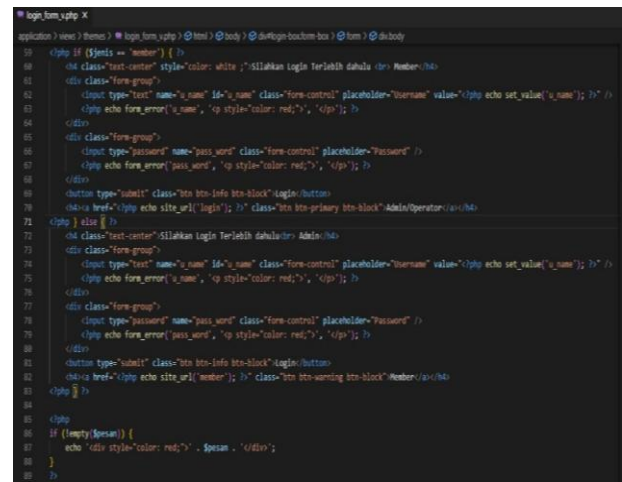 login_form_v.php X
application > views > themes > login_form_v.php > html > body > div#login-box.form-box > form > div.body
59 <?php if ($jenis == 'member') { ?>
60 <h4 class="text-center" style="color: white ;">Silahkan Login Terlebih dahulu <br> Member</h4>
61 <div class="form-group">
62 <input type="text" name="u_name" id="u_name" class="form-control" placeholder="Username" value="<?php echo set_value('u_name'); ?>" />
63 <?php echo form_error('u_name', '<p style="color: red;">', '</p>'); ?>
64 </div>
65 <div class="form-group">
66 <input type="password" name="pass_word" class="form-control" placeholder="Password" />
67 <?php echo form_error('pass_word', '<p style="color: red;">', '</p>'); ?>
68 </div>
69 <button type="submit" class="btn btn-info btn-block">Login</button>
70 <h4><a href="<?php echo site_url('login'); ?>" class="btn btn-primary btn-block">Admin/Operator</a></h4>
71 <?php } else { ?>
72 <h4 class="text-center">Silahkan Login Terlebih dahulu<br> Admin</h4>
73 <div class="form-group">
74 <input type="text" name="u_name" id="u_name" class="form-control" placeholder="Username" value="<?php echo set_value('u_name'); ?>" />
75 <?php echo form_error('u_name', '<p style="color: red;">', '</p>'); ?>
76 </div>
77 <div class="form-group">
78 <input type="password" name="pass_word" class="form-control" placeholder="Password" />
79 <?php echo form_error('pass_word', '<p style="color: red;">', '</p>'); ?>
80 </div>
81 <button type="submit" class="btn btn-info btn-block">Login</button>
82 <h4><a href="<?php echo site_url('member'); ?>" class="btn btn-warning btn-block">Member</a></h4>
83 <?php } ?>
84
85 <?php
86 if (!empty($pesan)) {
87 echo '<div style="color: red;">' . $pesan . '</div>';
88 }
89 ?>